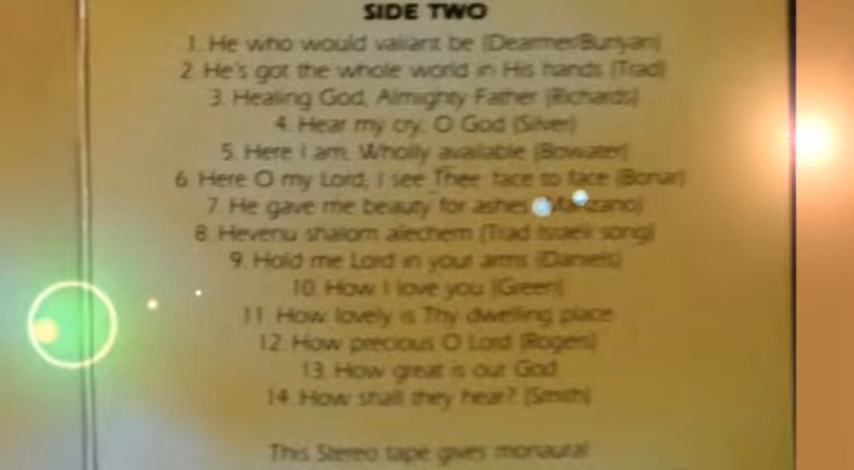 SIDE TWO
1. He who would valiant be (Dearmer/Bunyan)
2. He's got the whole world in His hands (Trad)
3. Healing God, Almighty Father (Richards)
4. Hear my cry, O God (Silver)
5. Here I am, Wholly available (Bowater)
6. Here O my Lord, I see Thee face to face (Bonar)
7. He gave me beauty for ashes (Manzano)
8. Hevenu shalom alechem (Trad Israeli song)
9. Hold me Lord in your arms (Daniels)
10. How I love you (Green)
11. How lovely is Thy dwelling place
12. How precious O Lord (Rogers)
13. How great is our God
14. How shall they hear? (Smith)
This Stereo tape gives monaural